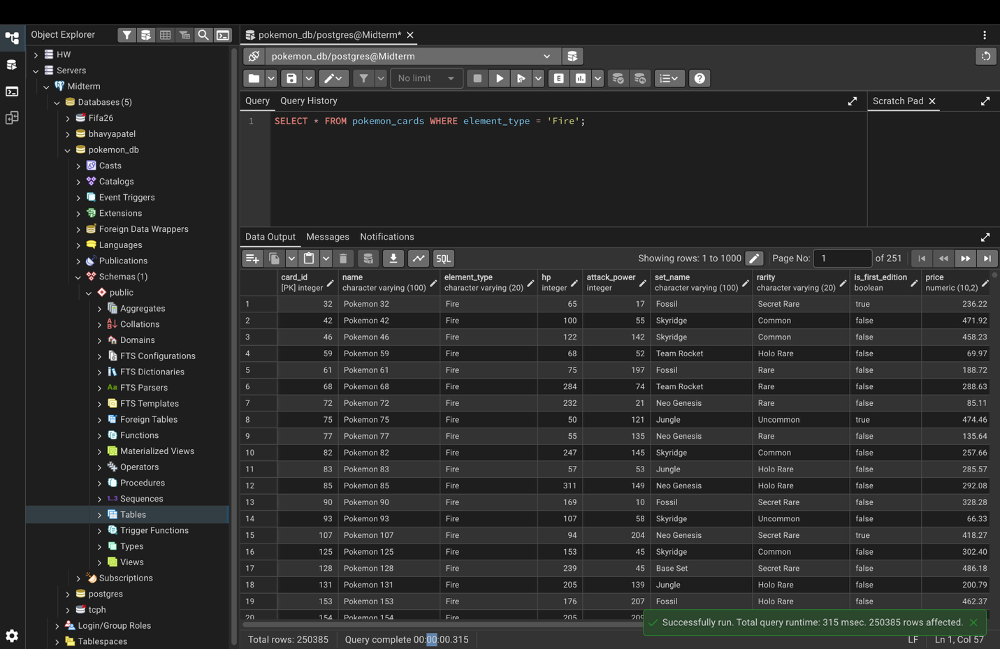 Object Explorer
pokemon_db/postgres@Midterm*
HW
Servers
Midterm
Databases (5)
Fifa26
bhavyapatel
pokemon_db
Casts
Catalogs
Event Triggers
Extensions
Foreign Data Wrappers
Languages
Publications
Schemas (1)
public
Aggregates
Collations
Domains
FTS Configurations
FTS Dictionaries
Aa FTS Parsers
FTS Templates
Foreign Tables
Functions
Materialized Views
Operators
Procedures
1..3 Sequences
Tables
Trigger Functions
Types
Views
Subscriptions
postgres
tcph
Login/Group Roles
Tablespaces
pokemon_db/postgres@Midterm
No limit
E
Query Query History
Scratch Pad
1 SELECT * FROM pokemon_cards WHERE element_type = 'Fire';
Data Output Messages Notifications
SQL
Showing rows: 1 to 1000
Page No: 1 of 251
card_id name element_type hp attack_power set_name rarity is_first_edition price
[PK] integer character varying (100) character varying (20) integer integer character varying (100) character varying (20) boolean numeric (10,2)
1 32 Pokemon 32 Fire 65 17 Fossil Secret Rare true 236.22
2 42 Pokemon 42 Fire 100 55 Skyridge Common false 471.92
3 46 Pokemon 46 Fire 122 142 Skyridge Common false 458.23
4 59 Pokemon 59 Fire 68 52 Team Rocket Holo Rare false 69.97
5 61 Pokemon 61 Fire 75 197 Fossil Rare false 188.72
6 68 Pokemon 68 Fire 284 74 Team Rocket Rare false 288.63
7 72 Pokemon 72 Fire 232 21 Neo Genesis Rare false 85.11
8 75 Pokemon 75 Fire 50 121 Jungle Uncommon true 474.46
9 77 Pokemon 77 Fire 55 135 Neo Genesis Rare false 135.64
10 82 Pokemon 82 Fire 247 145 Skyridge Common false 257.66
11 83 Pokemon 83 Fire 57 53 Jungle Holo Rare false 285.57
12 85 Pokemon 85 Fire 311 149 Neo Genesis Holo Rare false 292.08
13 90 Pokemon 90 Fire 169 10 Fossil Secret Rare false 328.28
14 93 Pokemon 93 Fire 107 58 Skyridge Uncommon false 66.33
15 107 Pokemon 107 Fire 94 204 Neo Genesis Secret Rare true 418.27
16 125 Pokemon 125 Fire 153 45 Skyridge Common false 302.40
17 128 Pokemon 128 Fire 239 45 Base Set Secret Rare false 486.18
18 131 Pokemon 131 Fire 205 139 Jungle Holo Rare false 200.79
19 153 Pokemon 153 Fire 176 207 Fossil Holo Rare false 462.37
20 154 Pokemon 154 Fire 205
Successfully run. Total query runtime: 315 msec. 250385 rows affected.
Total rows: 250385 Query complete 00:00:00.315
LF Ln 1, Col 57